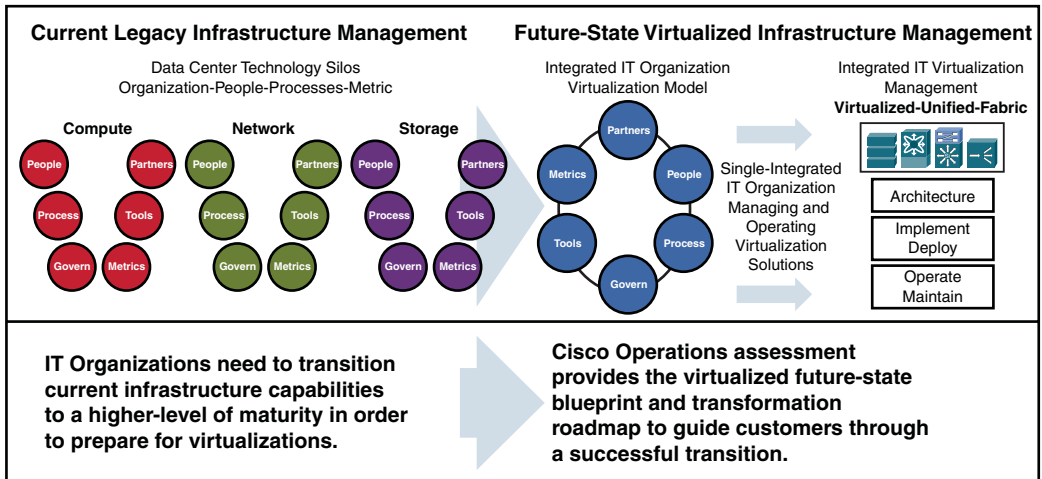 Current Legacy Infrastructure Management
Data Center Technology Silos
Organization-People-Processes-Metric
Compute
People
Partners
Process
Tools
Govern
Metrics
Network
People
Partners
Process
Tools
Govern
Metrics
Storage
People
Partners
Process
Tools
Govern
Metrics
Future-State Virtualized Infrastructure Management
Integrated IT Organization
Virtualization Model
Partners
Metrics
People
Tools
Process
Govern
Single-Integrated
IT Organization
Managing and
Operating
Virtualization
Solutions
Integrated IT Virtualization
Management
Virtualized-Unified-Fabric
Architecture
Implement
Deploy
Operate
Maintain
IT Organizations need to transition
current infrastructure capabilities
to a higher-level of maturity in order
to prepare for virtualizations.
Cisco Operations assessment
provides the virtualized future-state
blueprint and transformation
roadmap to guide customers through
a successful transition.